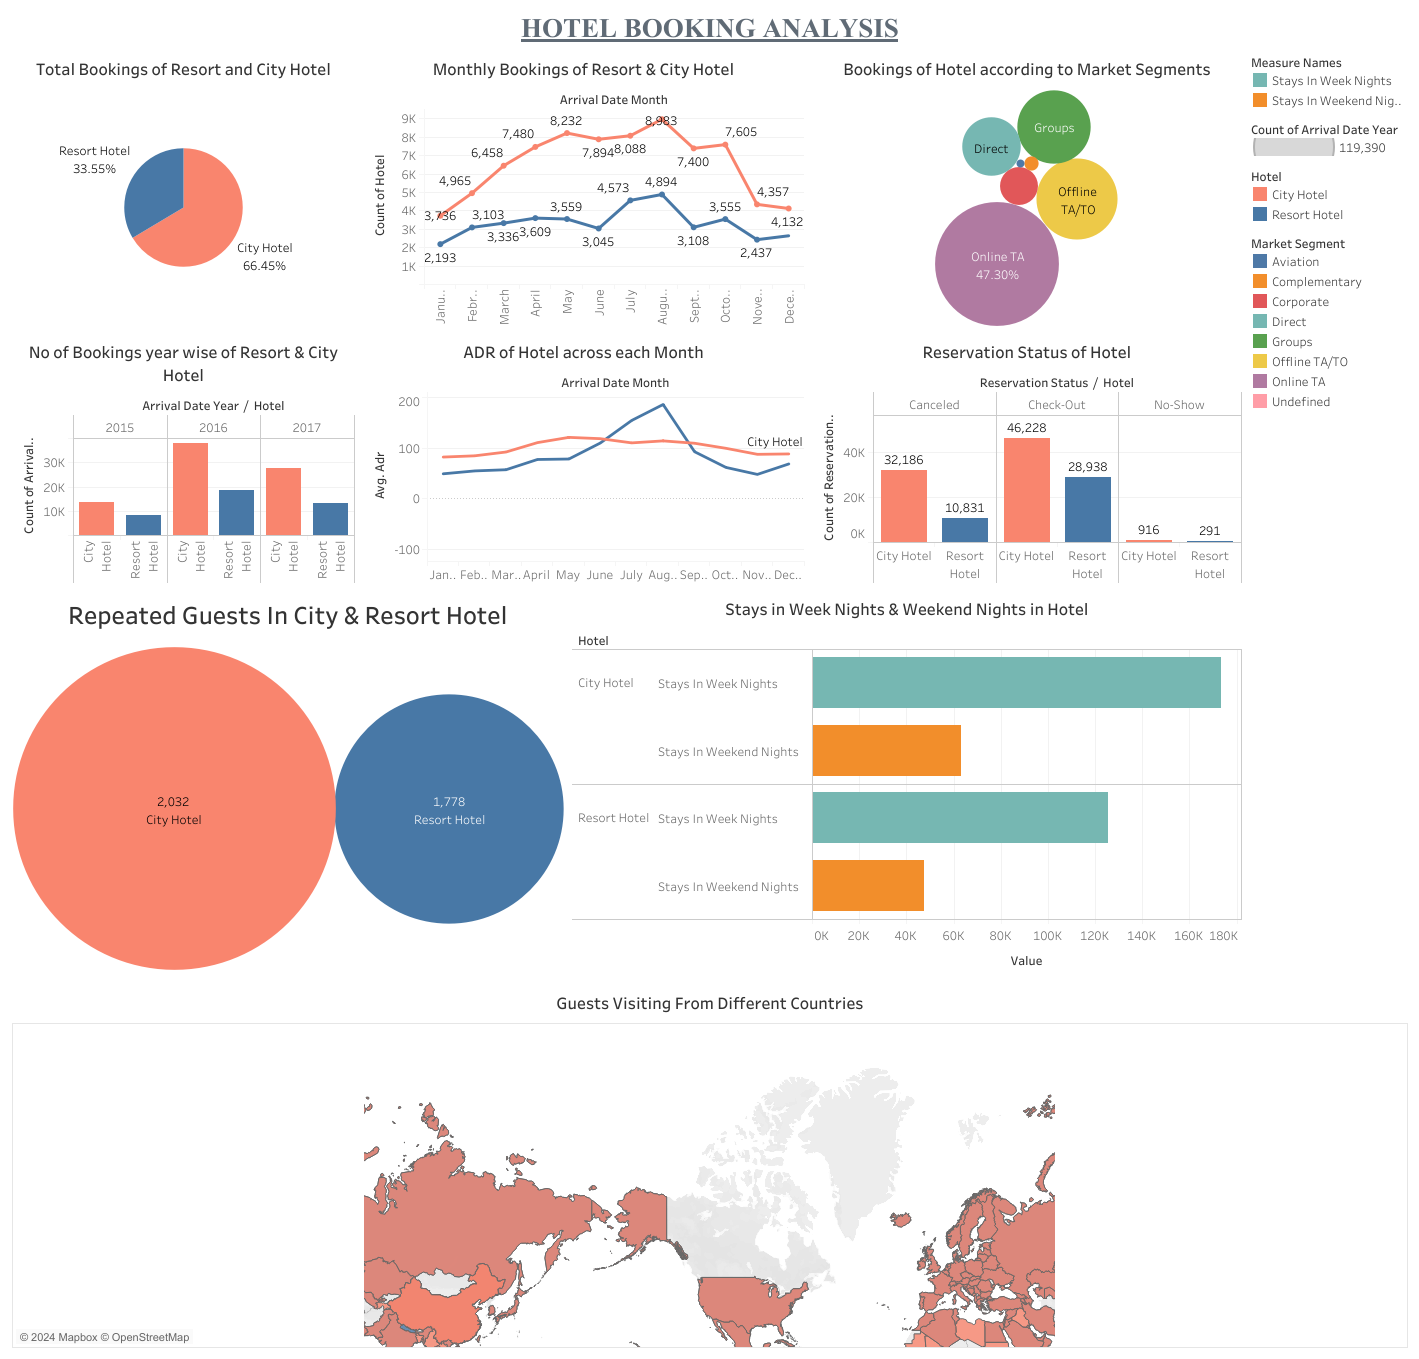 HOTEL BOOKING ANALYSIS
Total Bookings of Resort and City Hotel
Resort Hotel
33.55%
City Hotel
66.45%
Monthly Bookings of Resort & City Hotel
Arrival Date Month
Count of Hotel
9K
8K
7K
6K
5K
4K
3K
2K
1K
3,736
4,965
6,458
7,480
8,232
7,894
8,088
8,983
7,400
7,605
4,357
4,132
2,193
3,103
3,336
3,609
3,559
3,045
4,573
4,894
3,108
3,555
2,437
Janu..
Febr..
March
April
May
June
July
Augu..
Sept..
Octo..
Nove..
Dece..
Bookings of Hotel according to Market Segments
Groups
Direct
Offline
TA/TO
Online TA
47.30%
Measure Names
Stays In Week Nights
Stays In Weekend Nig..
Count of Arrival Date Year
119,390
Hotel
City Hotel
Resort Hotel
Market Segment
Aviation
Complementary
Corporate
Direct
Groups
Offline TA/TO
Online TA
Undefined
No of Bookings year wise of Resort & City
Hotel
Arrival Date Year / Hotel
2015 2016 2017
Count of Arrival..
30K
20K
10K
City
Hotel
Resort
Hotel
City
Hotel
Resort
Hotel
City
Hotel
Resort
Hotel
ADR of Hotel across each Month
Arrival Date Month
Avg. Adr
200
100
0
-100
City Hotel
Jan.. Feb.. Mar.. April May June July Aug.. Sep.. Oct.. Nov.. Dec..
Reservation Status of Hotel
Reservation Status / Hotel
Canceled Check-Out No-Show
Count of Reservation..
40K
20K
0K
32,186
10,831
46,228
28,938
916
291
City Hotel
Resort
Hotel
City Hotel
Resort
Hotel
City Hotel
Resort
Hotel
Repeated Guests In City & Resort Hotel
2,032
City Hotel
1,778
Resort Hotel
Stays in Week Nights & Weekend Nights in Hotel
Hotel
City Hotel Stays In Week Nights
Stays In Weekend Nights
Resort Hotel Stays In Week Nights
Stays In Weekend Nights
0K 20K 40K 60K 80K 100K 120K 140K 160K 180K
Value
Guests Visiting From Different Countries
© 2024 Mapbox © OpenStreetMap